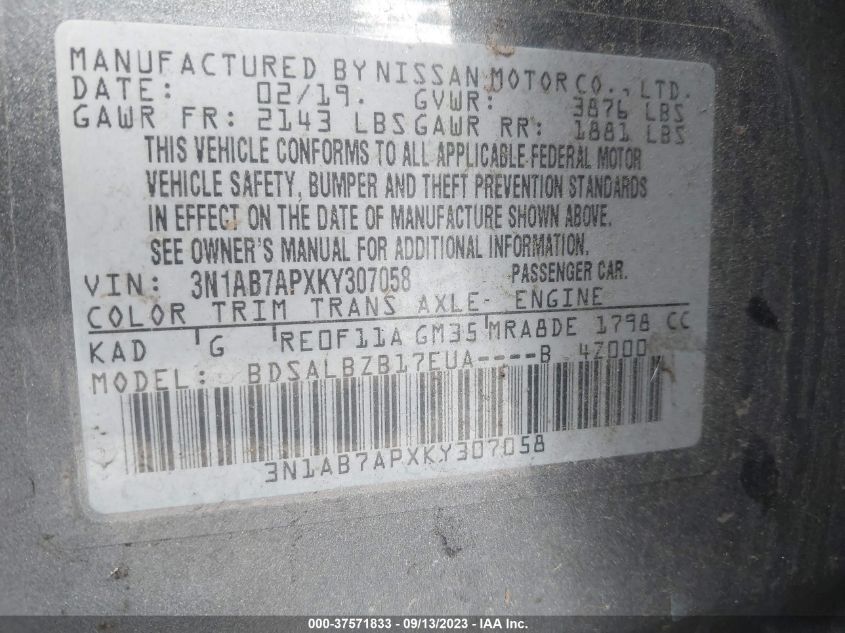 MANUFACTURED BY NISSAN MOTOR CO., LTD.
DATE: 02/19. GVWR: 3876 LBS
GAWR FR: 2143 LBS GAWR RR: 1881 LBS
THIS VEHICLE CONFORMS TO ALL APPLICABLE FEDERAL MOTOR
VEHICLE SAFETY, BUMPER AND THEFT PREVENTION STANDARDS
IN EFFECT ON THE DATE OF MANUFACTURE SHOWN ABOVE.
SEE OWNER'S MANUAL FOR ADDITIONAL INFORMATION.
VIN: 3N1AB7APXKY307058 PASSENGER CAR.
COLOR TRIM TRANS AXLE ENGINE
KAD G RE0F11A GM35 MRA8DE 1798 CC
MODEL: BDSALBZB17EUA----B 4Z000
3N1AB7APXKY307058
000-37571833 - 09/13/2023 - IAAI.com